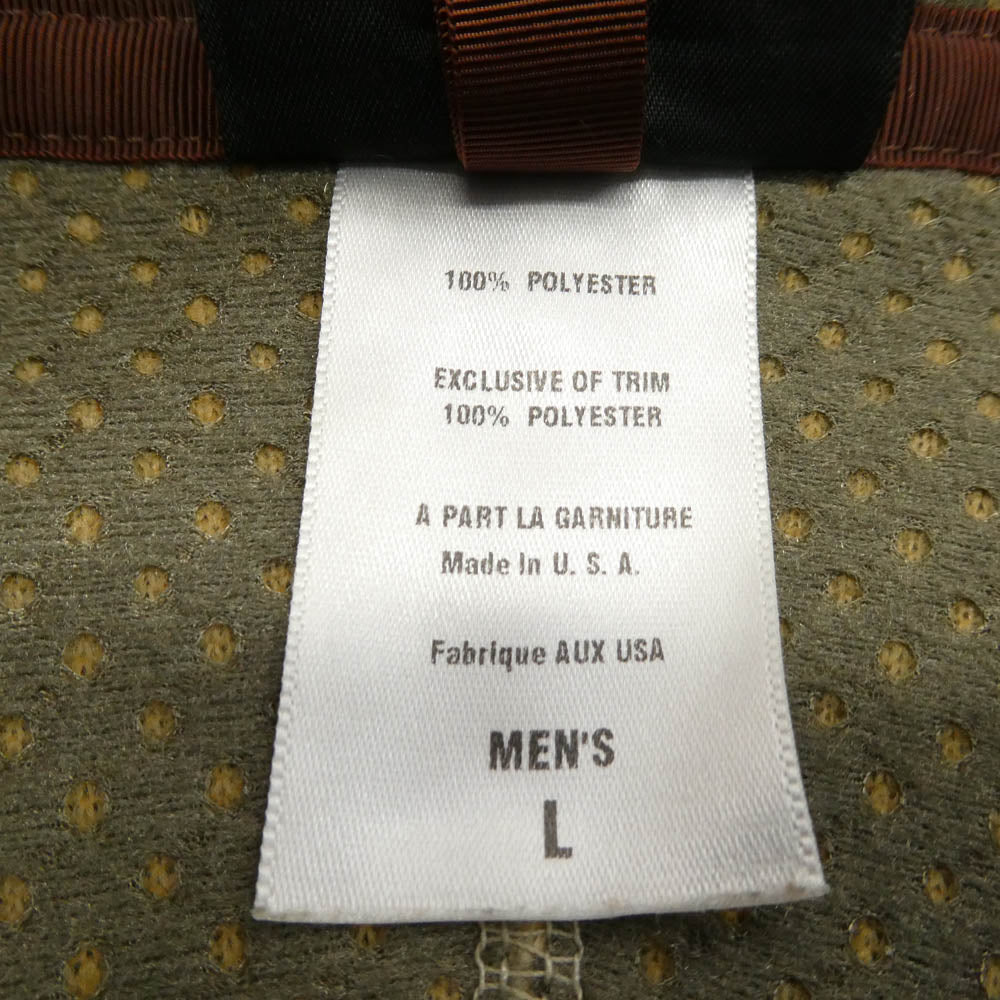 100% POLYESTER
EXCLUSIVE OF TRIM
100% POLYESTER
A PART LA GARNITURE
Made In U. S. A.
Fabrique AUX USA
MEN'S
L